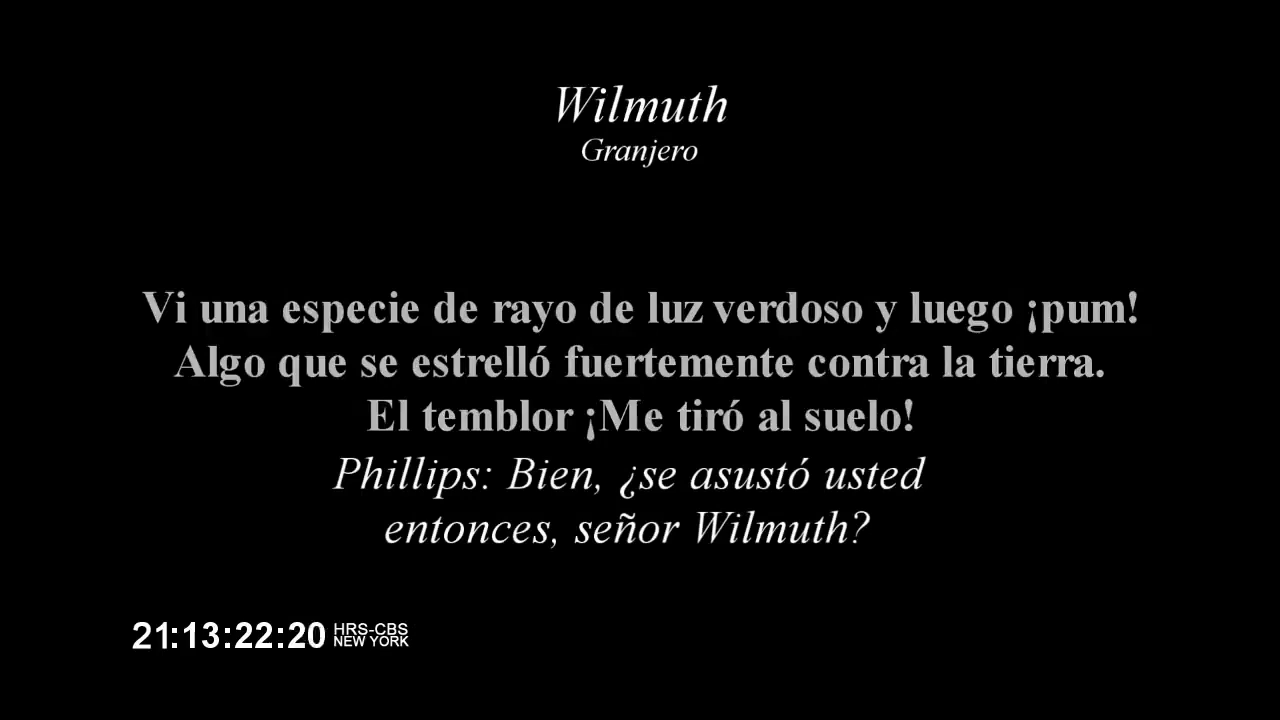 Wilmuth
Granjero
Vi una especie de rayo de luz verdoso y luego ¡pum!
Algo que se estrelló fuertemente contra la tierra.
El temblor ¡Me tiró al suelo!
Phillips: Bien, ¿se asustó usted
entonces, señor Wilmuth?
21:13:22:20 HRS-CBS
NEW YORK